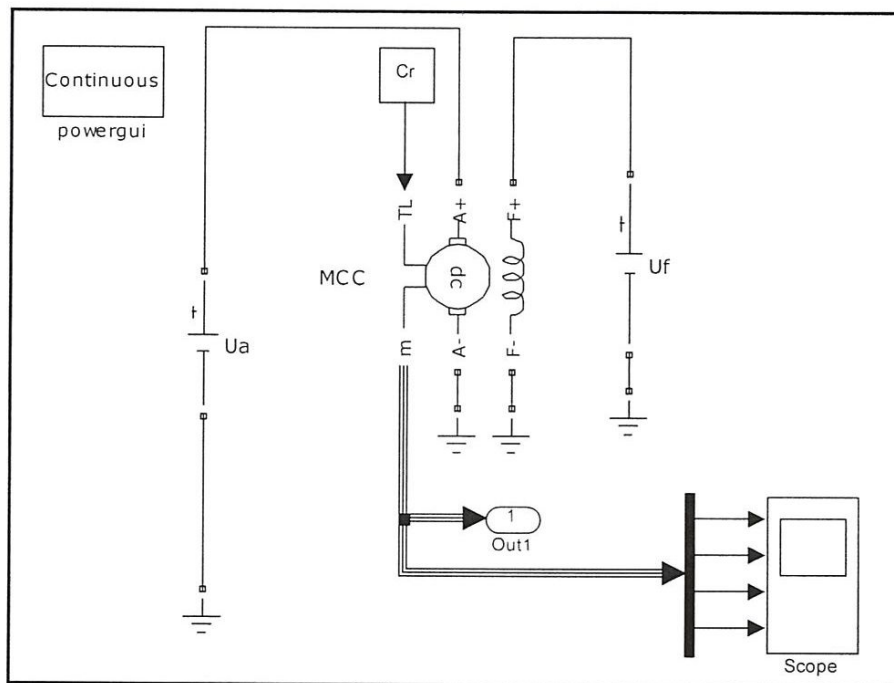 Continuous
powergui
Cr
TL
A+
F+
MCC
dc
Uf
Ua
m
A-
F-
1
Out1
Scope